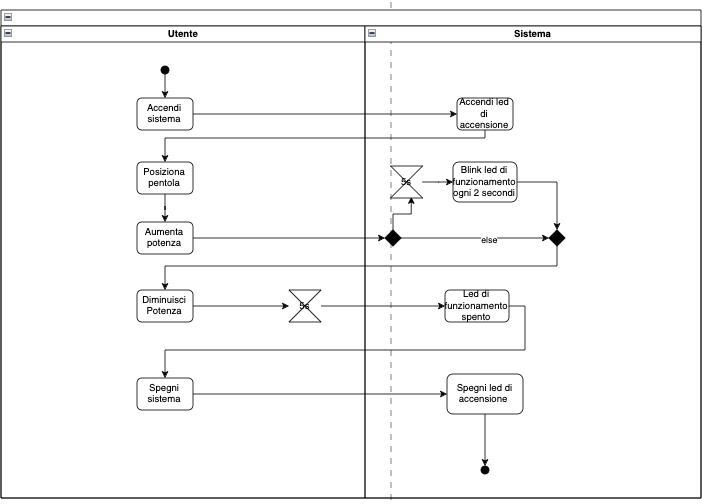 Utente
Sistema
Accendi
sistema
Accendi led
di
accensione
Posiziona
pentola
5s
Blink led di
funzionamento
ogni 2 secondi
Aumenta
potenza
else
Diminuisci
Potenza
5s
Led di
funzionamento
spento
Spegni
sistema
Spegni led di
accensione